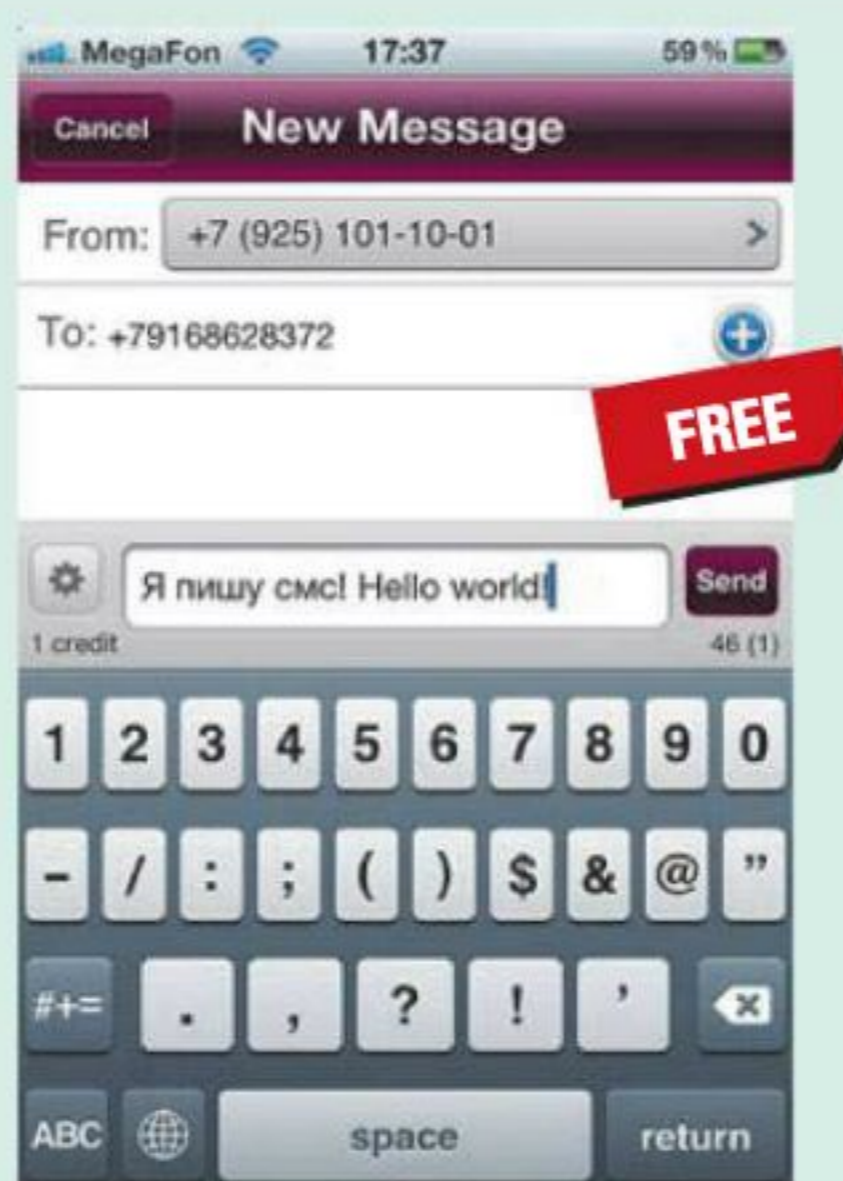 MegaFon 17:37 59 %
Cancel New Message
From: +7 (925) 101-10-01 >
To: +79168628372
FREE
Я пишу смс! Hello world! Send
1 credit 46 (1)
1 2 3 4 5 6 7 8 9 0
- / : ; ( ) $ & @ ”
#+= . , ? ! ’
ABC space return